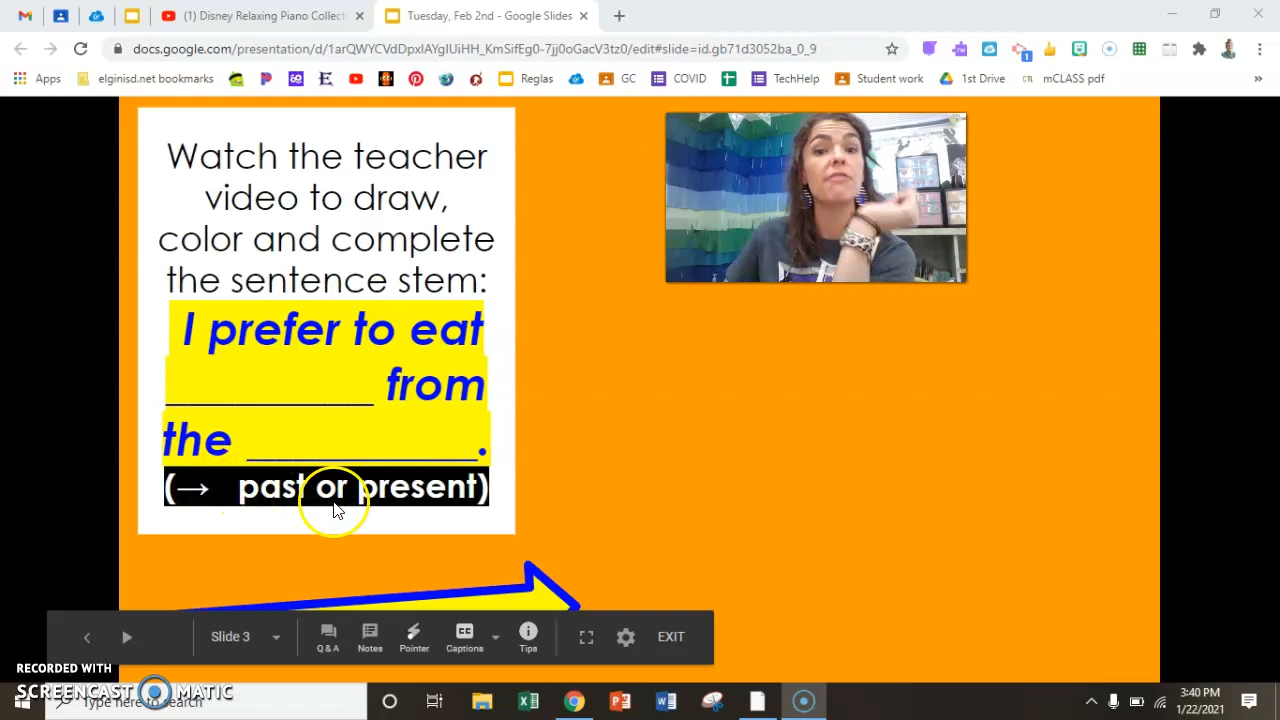 (1) Disney Relaxing Piano Collect
Tuesday, Feb 2nd - Google Slides
docs.google.com/presentation/d/1arQWYCVdDpxIAYgIUiHH_KmSifEg0-7jj0oGacV3tz0/edit#slide=id.gb71d3052ba_0_9
Apps
elginisd.net bookmarks
Reglas
GC
COVID
TechHelp
Student work
1st Drive
mCLASS pdf
Watch the teacher
video to draw,
color and complete
the sentence stem:
I prefer to eat
__________ from
the ___________.
(→ past or present)
Slide 3
Q & A
Notes
Pointer
Captions
Tips
EXIT
RECORDED WITH
SCREENCAST MATIC
Type here to search
3:40 PM
1/22/2021